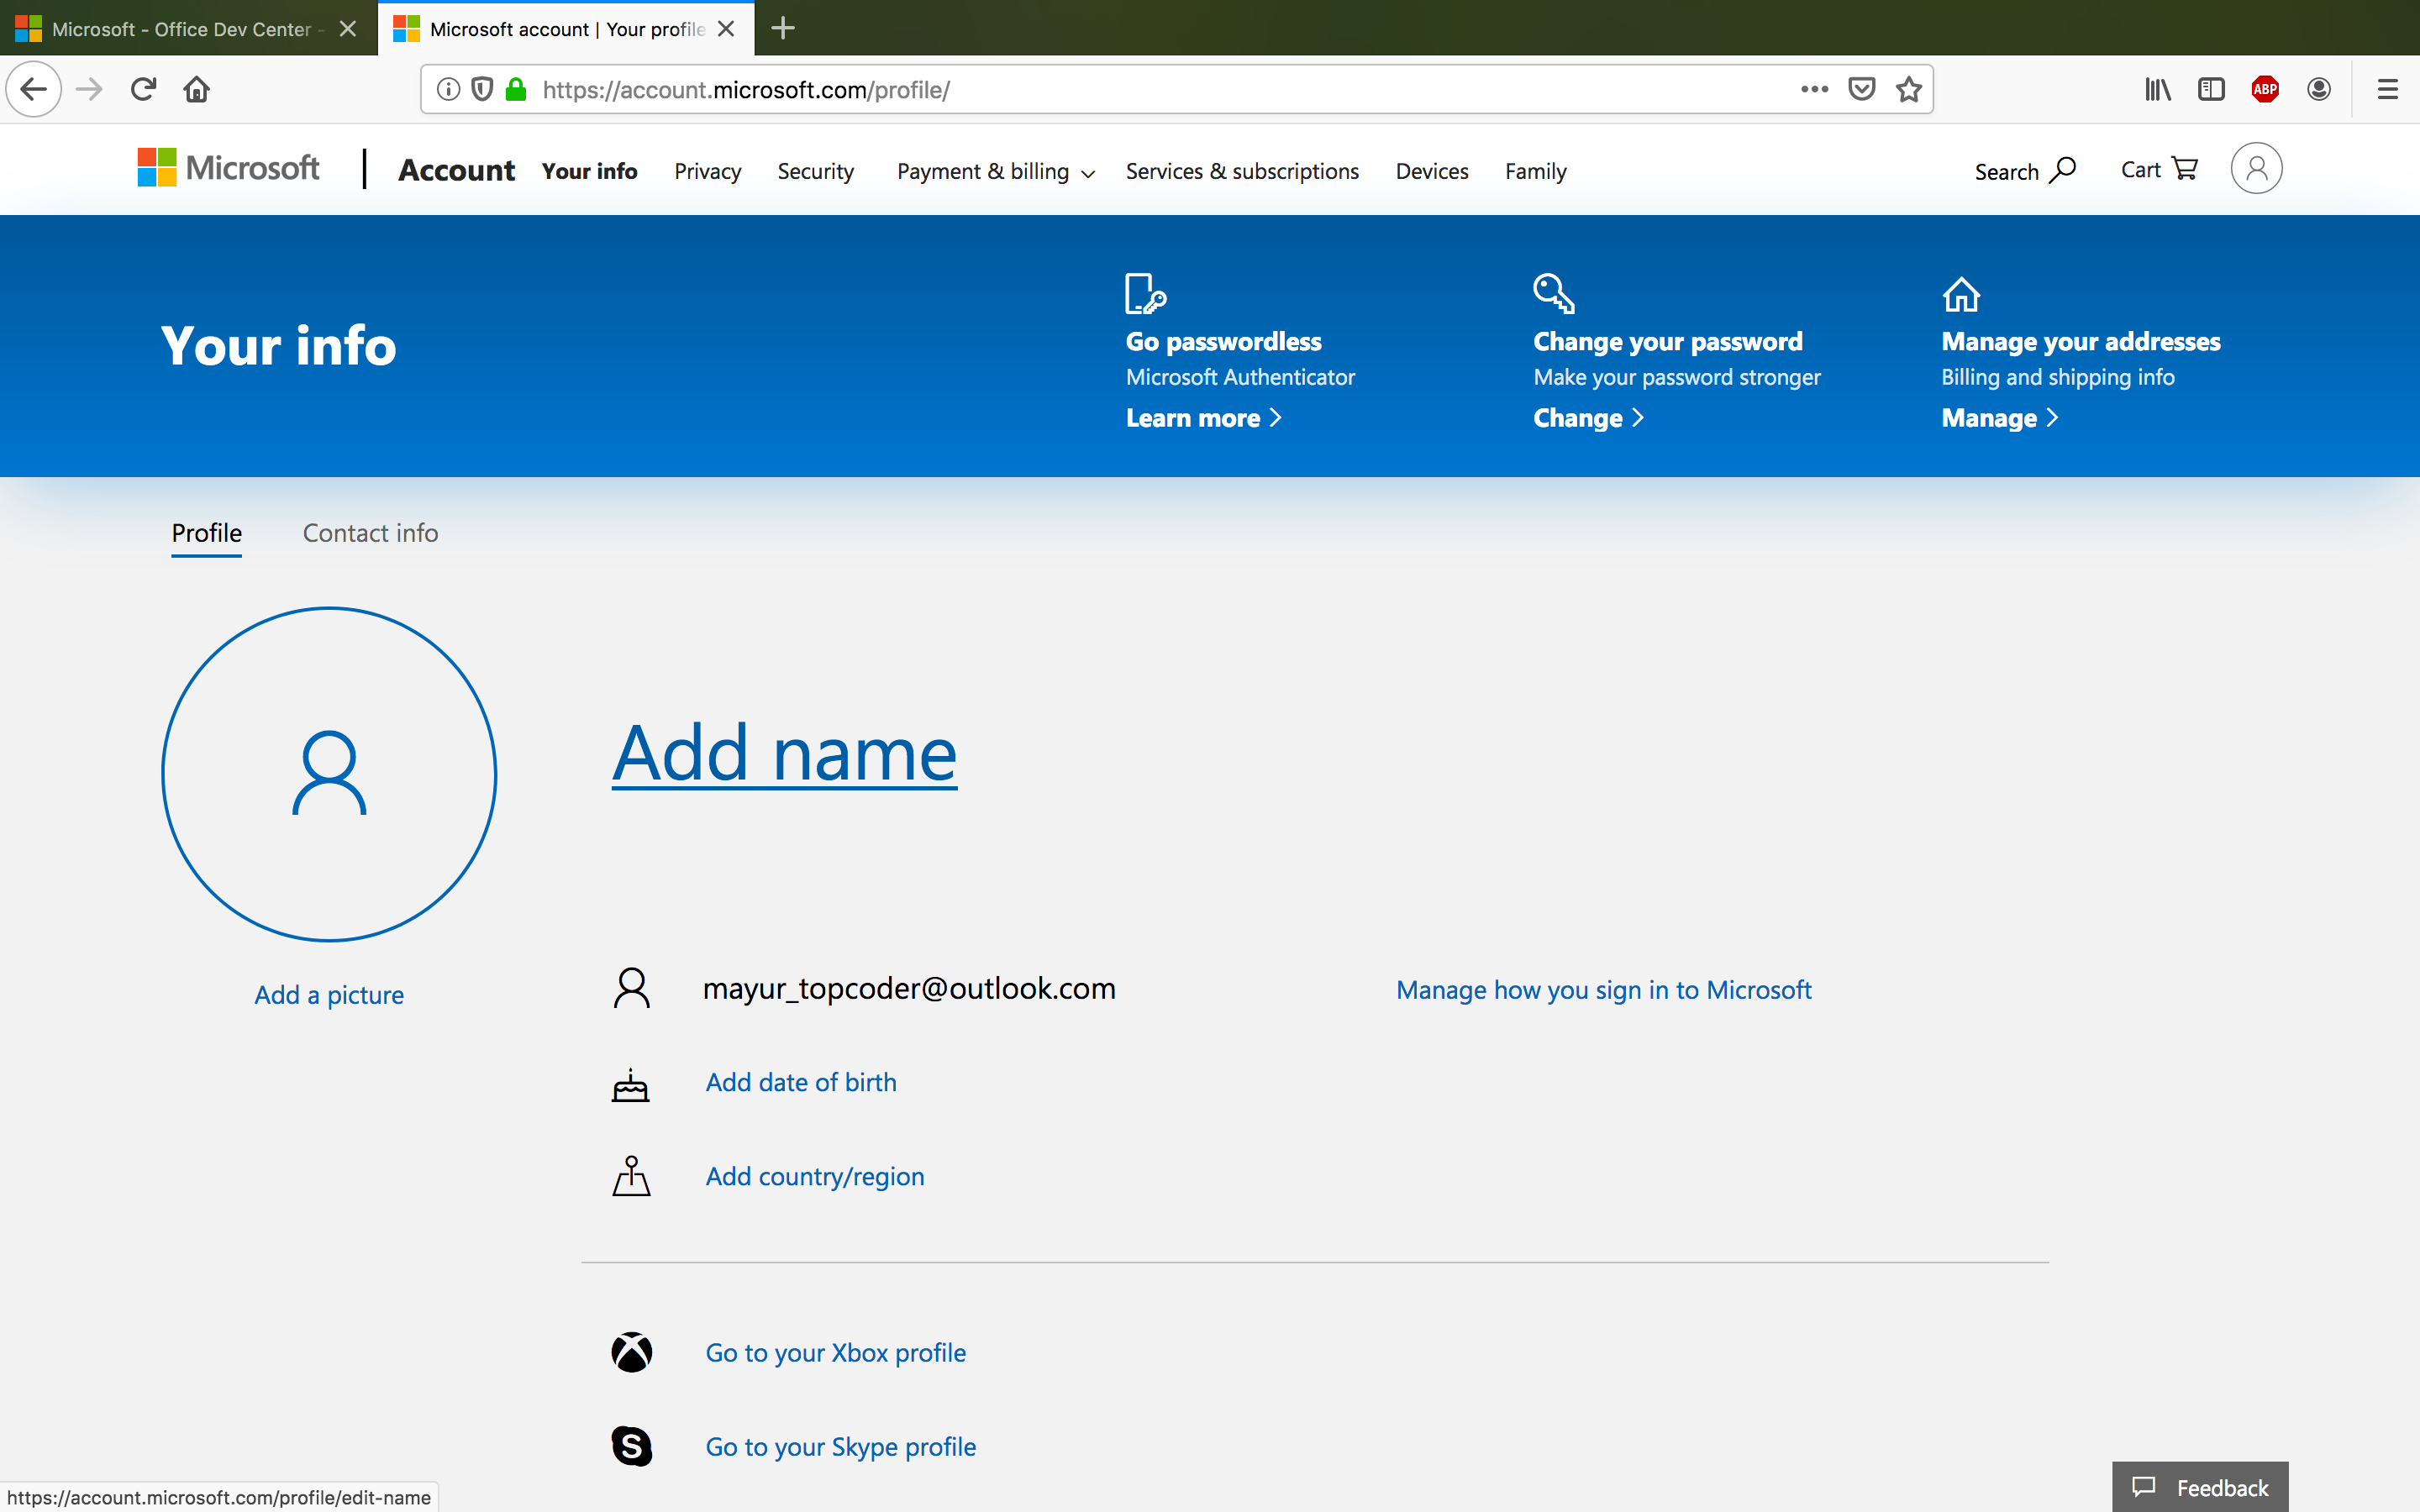 Microsoft - Office Dev Center -
Microsoft account | Your profile
https://account.microsoft.com/profile/
ABP
Microsoft
Account
Your info
Privacy
Security
Payment & billing
Services & subscriptions
Devices
Family
Search
Cart
Your info
Go passwordless
Microsoft Authenticator
Learn more
Change your password
Make your password stronger
Change
Manage your addresses
Billing and shipping info
Manage
Profile
Contact info
Add name
Add a picture
mayur_topcoder@outlook.com
Manage how you sign in to Microsoft
Add date of birth
Add country/region
Go to your Xbox profile
Go to your Skype profile
https://account.microsoft.com/profile/edit-name
Feedback